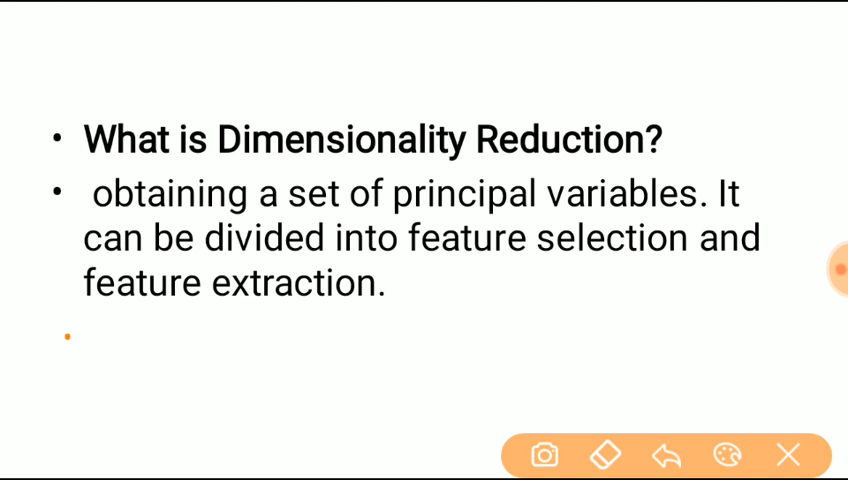 • What is Dimensionality Reduction?
• obtaining a set of principal variables. It
can be divided into feature selection and
feature extraction.